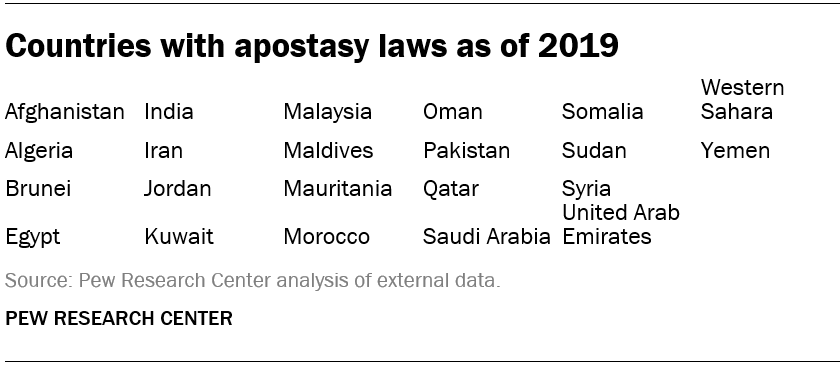 Countries with apostasy laws as of 2019
Western
Afghanistan India Malaysia Oman Somalia Sahara
Algeria Iran Maldives Pakistan Sudan Yemen
Brunei Jordan Mauritania Qatar Syria
United Arab
Egypt Kuwait Morocco Saudi Arabia Emirates
Source: Pew Research Center analysis of external data.
PEW RESEARCH CENTER